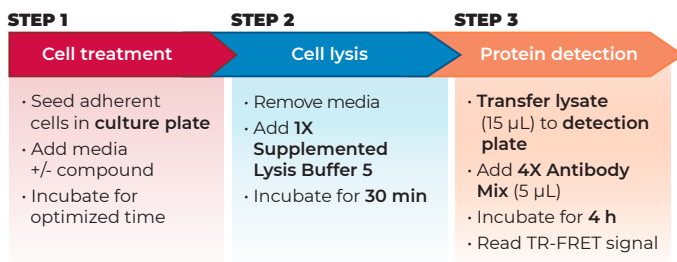 STEP 1
Cell treatment
· Seed adherent
cells in culture plate
· Add media
+/- compound
· Incubate for
optimized time
STEP 2
Cell lysis
· Remove media
· Add 1X
Supplemented
Lysis Buffer 5
· Incubate for 30 min
STEP 3
Protein detection
· Transfer lysate
(15 µL) to detection
plate
· Add 4X Antibody
Mix (5 µL)
· Incubate for 4 h
· Read TR-FRET signal